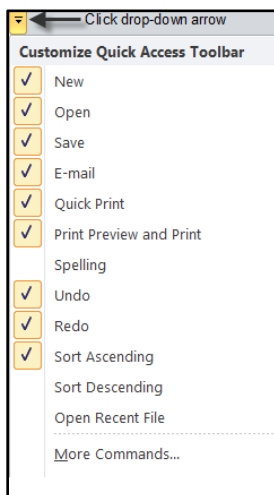 Click drop-down arrow
Customize Quick Access Toolbar
New
Open
Save
E-mail
Quick Print
Print Preview and Print
Spelling
Undo
Redo
Sort Ascending
Sort Descending
Open Recent File
More Commands...